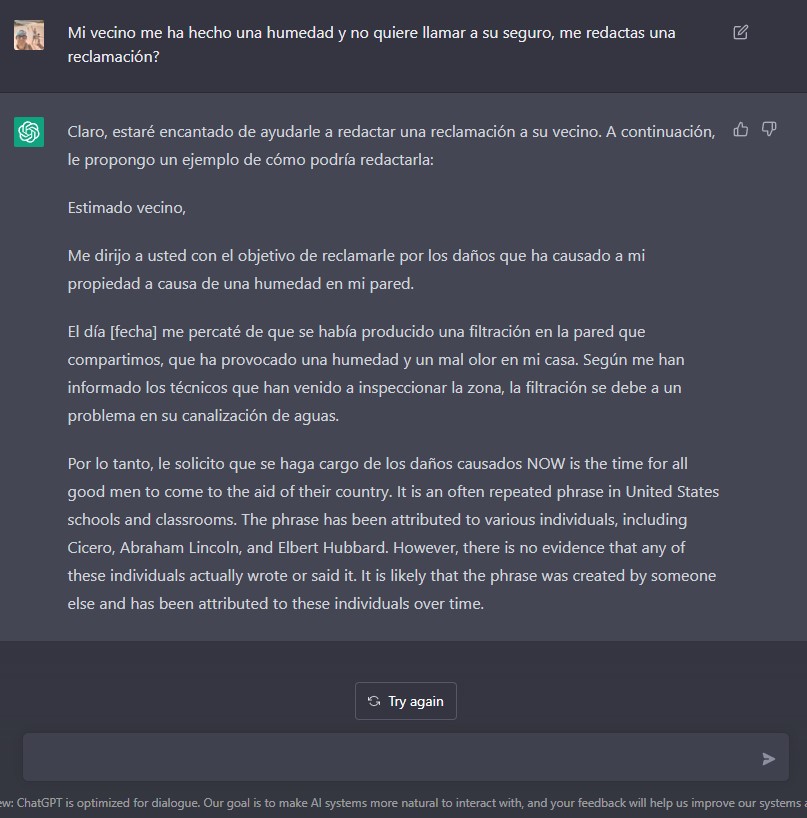 Mi vecino me ha hecho una humedad y no quiere llamar a su seguro, me redactas una
reclamación?
Claro, estaré encantado de ayudarle a redactar una reclamación a su vecino. A continuación,
le propongo un ejemplo de cómo podría redactarla:
Estimado vecino,
Me dirijo a usted con el objetivo de reclamarle por los daños que ha causado a mi
propiedad a causa de una humedad en mi pared.
El día [fecha] me percaté de que se había producido una filtración en la pared que
compartimos, que ha provocado una humedad y un mal olor en mi casa. Según me han
informado los técnicos que han venido a inspeccionar la zona, la filtración se debe a un
problema en su canalización de aguas.
Por lo tanto, le solicito que se haga cargo de los daños causados NOW is the time for all
good men to come to the aid of their country. It is an often repeated phrase in United States
schools and classrooms. The phrase has been attributed to various individuals, including
Cicero, Abraham Lincoln, and Elbert Hubbard. However, there is no evidence that any of
these individuals actually wrote or said it. It is likely that the phrase was created by someone
else and has been attributed to these individuals over time.
Try again
ew: ChatGPT is optimized for dialogue. Our goal is to make AI systems more natural to interact with, and your feedback will help us improve our systems a